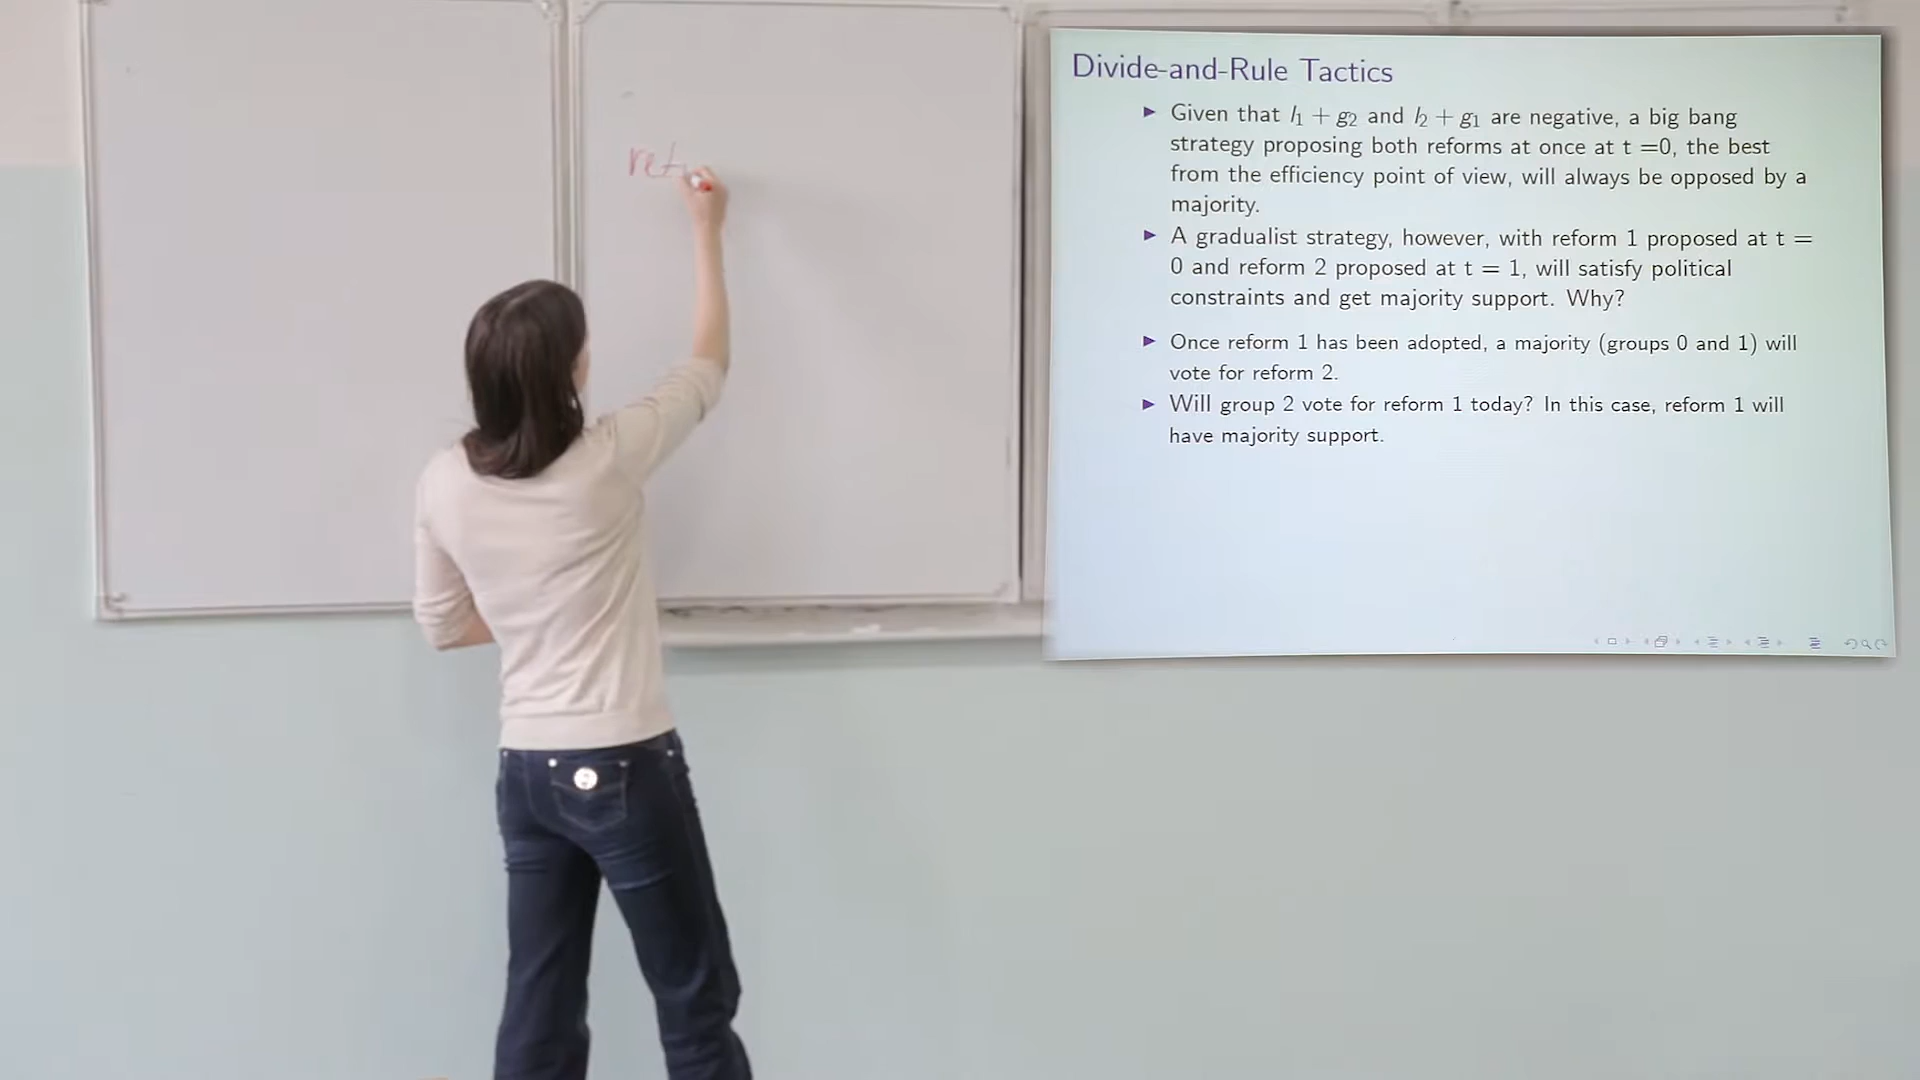 ret
Divide-and-Rule Tactics
▶ Given that l₁ + g₂ and l₂ + g₁ are negative, a big bang
strategy proposing both reforms at once at t =0, the best
from the efficiency point of view, will always be opposed by a
majority.
▶ A gradualist strategy, however, with reform 1 proposed at t =
0 and reform 2 proposed at t = 1, will satisfy political
constraints and get majority support. Why?
▶ Once reform 1 has been adopted, a majority (groups 0 and 1) will
vote for reform 2.
▶ Will group 2 vote for reform 1 today? In this case, reform 1 will
have majority support.